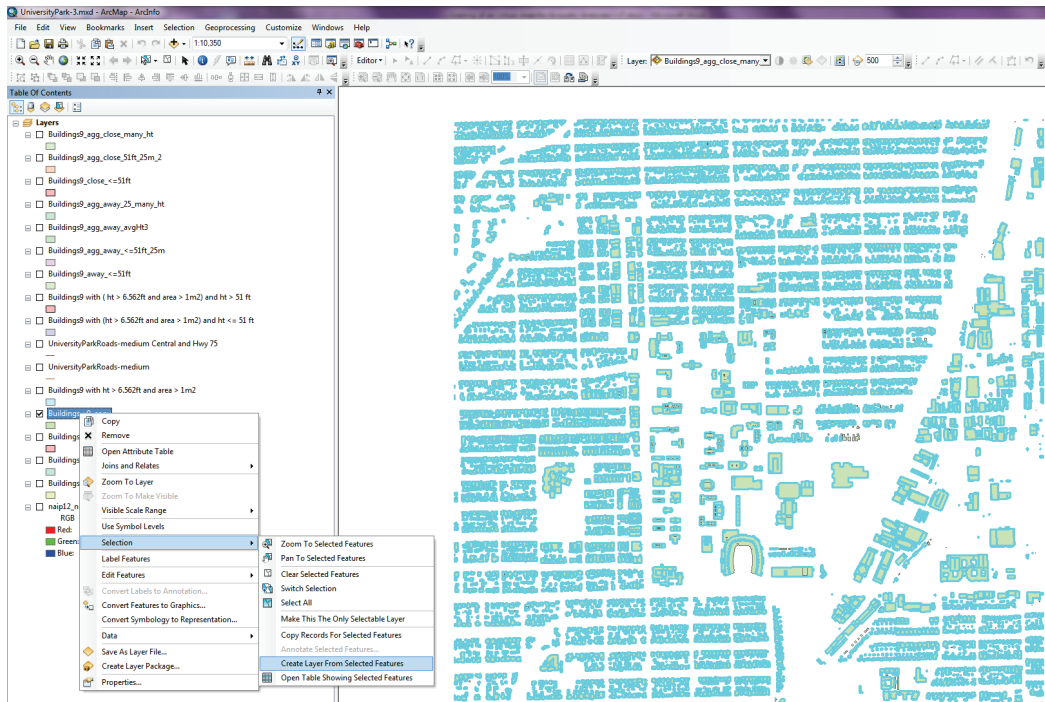 UniversityPark-3.mxd - ArcMap - ArcInfo
File Edit View Bookmarks Insert Selection Geoprocessing Customize Windows Help
1:10,350
Editor
Layer: Buildings9_agg_close_many 500
Table Of Contents
Layers
Buildings9_agg_close_many_ht
Buildings9_agg_close_51ft_25m_2
Buildings9_close_<=51ft
Buildings9_agg_away_25_many_ht
Buildings9_agg_away_avgHt3
Buildings9_agg_away_<=51ft_25m
Buildings9_away_<=51ft
Buildings9 with ( ht > 6.562ft and area > 1m2) and ht > 51 ft
Buildings9 with (ht > 6.562ft and area > 1m2) and ht <= 51 ft
UniversityParkRoads-medium Central and Hwy 75
UniversityParkRoads-medium
Buildings9 with ht > 6.562ft and area > 1m2
Copy
Remove
Buildings
Open Attribute Table
Joins and Relates
Buildings
Zoom To Layer
Buildings
Zoom To Make Visible
Visible Scale Range
naip12_n
RGB
Use Symbol Levels
Red:
Green:
Selection
Blue:
Label Features
Edit Features
Convert Labels to Annotation...
Convert Features to Graphics...
Convert Symbology to Representation...
Data
Save As Layer File...
Create Layer Package...
Properties...
Zoom To Selected Features
Pan To Selected Features
Clear Selected Features
Switch Selection
Select All
Make This The Only Selectable Layer
Copy Records For Selected Features
Annotate Selected Features...
Create Layer From Selected Features
Open Table Showing Selected Features